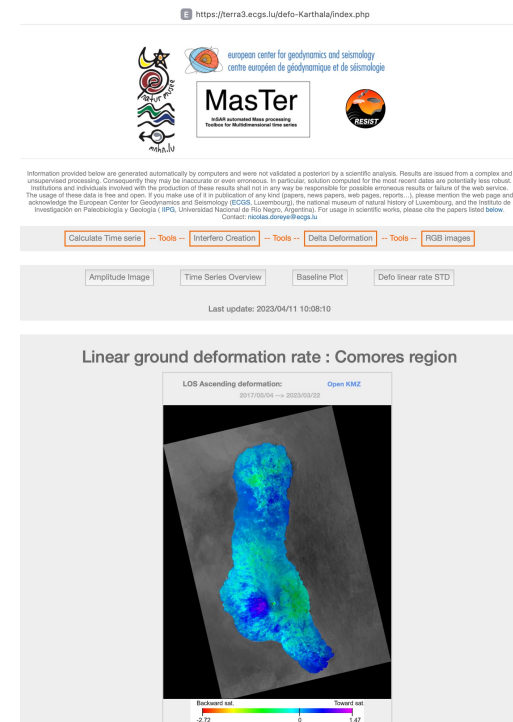 https://terra3.ecgs.lu/defo-Karthala/index.php
european center for geodynamics and seismology
centre européen de géodynamique et de séismologie
natur musée
mnhn.lu
MasTer
InSAR automated Mass processing
Toolbox for Multidimensional time series
RESIST
Information provided below are generated automatically by computers and were not validated a posteriori by a scientific analysis. Results are issued from a complex and
unsupervised processing. Consequently they may be inaccurate or even erroneous. In particular, solution computed for the most recent dates are potentially less robust.
Institutions and individuals involved with the production of these results shall not in any way be responsible for possible erroneous results or failure of the web service.
The usage of these data is free and open. If you make use of it in publication of any kind (papers, news papers, web pages, reports...), please mention the web page and
acknowledge the European Center for Geodynamics and Seismology (ECGS, Luxembourg), the national museum of natural history of Luxembourg, and the Instituto de
Investigación en Paleobiología y Geología ( IIPG, Universidad Nacional de Río Negro, Argentina). For usage in scientific works, please cite the papers listed below.
Contact: nicolas.doreye@ecgs.lu
Calculate Time serie -- Tools -- Interfero Creation -- Tools -- Delta Deformation -- Tools -- RGB images
Amplitude Image Time Series Overview Baseline Plot Defo linear rate STD
Last update: 2023/04/11 10:08:10
Linear ground deformation rate : Comores region
LOS Ascending deformation: Open KMZ
2017/05/04 --> 2023/03/22
Backward sat. Toward sat.
-2.72 0 1.47